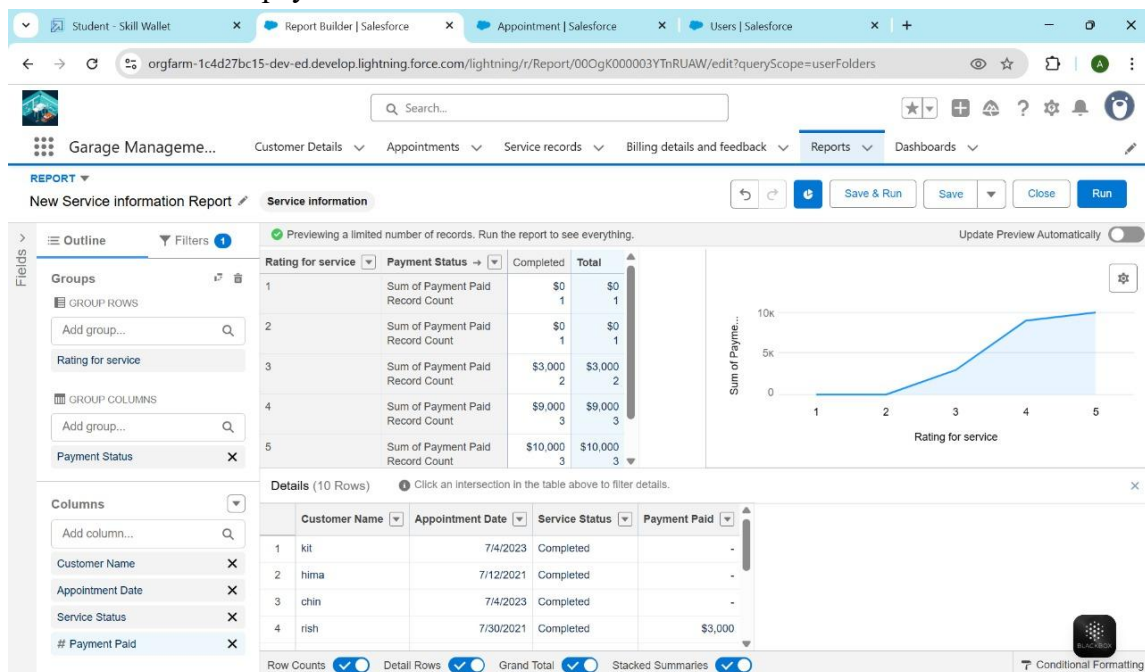 Student - Skill Wallet
Report Builder | Salesforce
Appointment | Salesforce
Users | Salesforce
orgfarm-1c4d27bc15-dev-ed.develop.lightning.force.com/lightning/r/Report/00OgK000003YTnRUAW/edit?queryScope=userFolders
A
Search...
Garage Manageme...
Customer Details
Appointments
Service records
Billing details and feedback
Reports
Dashboards
REPORT
New Service information Report
Service information
Save & Run
Save
Close
Run
Fields
Outline
Filters 1
Previewing a limited number of records. Run the report to see everything.
Update Preview Automatically
Groups
GROUP ROWS
Add group...
Rating for service
GROUP COLUMNS
Add group...
Payment Status
Columns
Add column...
Customer Name
Appointment Date
Service Status
# Payment Paid
Rating for service Payment Status → Completed Total
1 Sum of Payment Paid $0 $0
Record Count 1 1
2 Sum of Payment Paid $0 $0
Record Count 1 1
3 Sum of Payment Paid $3,000 $3,000
Record Count 2 2
4 Sum of Payment Paid $9,000 $9,000
Record Count 3 3
5 Sum of Payment Paid $10,000 $10,000
Record Count 3 3
Sum of Payme...
10K
5K
0
1 2 3 4 5
Rating for service
Details (10 Rows) Click an intersection in the table above to filter details.
Customer Name Appointment Date Service Status Payment Paid
1 kit 7/4/2023 Completed -
2 hima 7/12/2021 Completed -
3 chin 7/4/2023 Completed -
4 rish 7/30/2021 Completed $3,000
BLACKBOX
Row Counts
Detail Rows
Grand Total
Stacked Summaries
Conditional Formatting